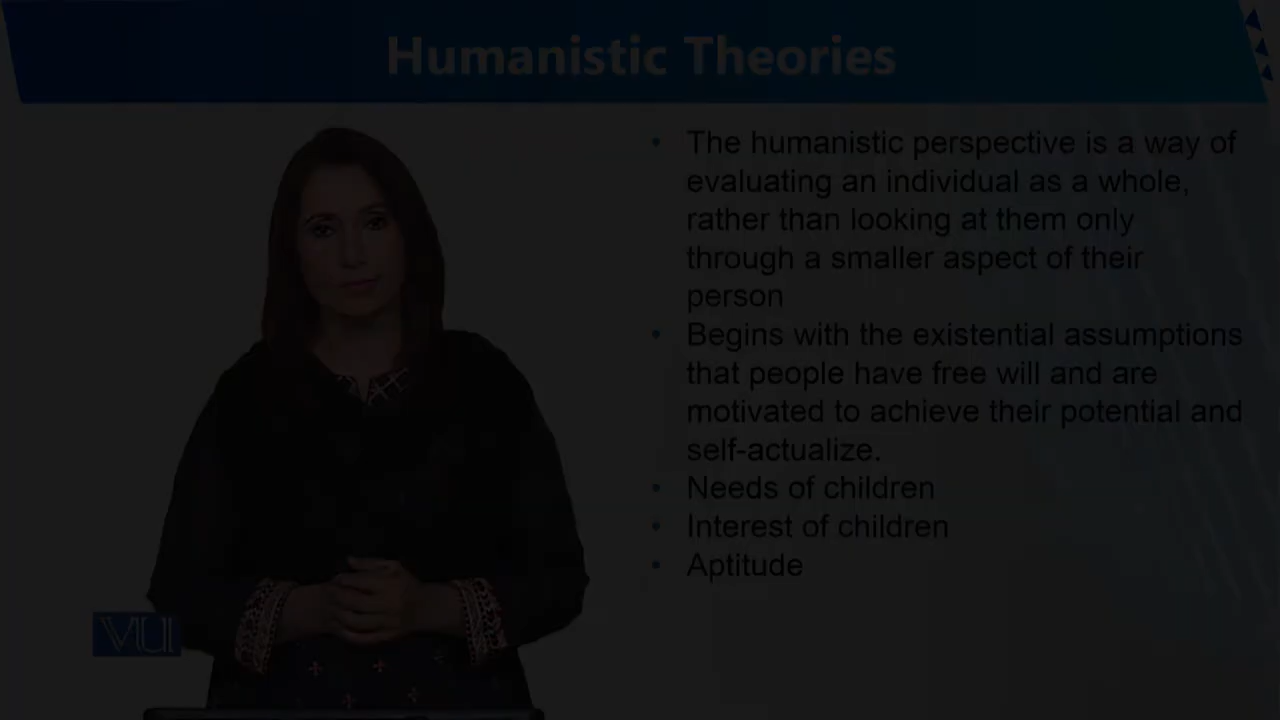 Humanistic Theories
• The humanistic perspective is a way of
evaluating an individual as a whole,
rather than looking at them only
through a smaller aspect of their
person
• Begins with the existential assumptions
that people have free will and are
motivated to achieve their potential and
self-actualize.
• Needs of children
• Interest of children
• Aptitude
VU